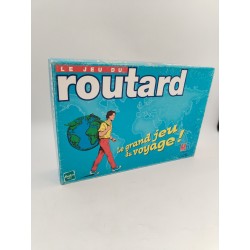 LE JEU DU
routard
Le grand jeu
du voyage !